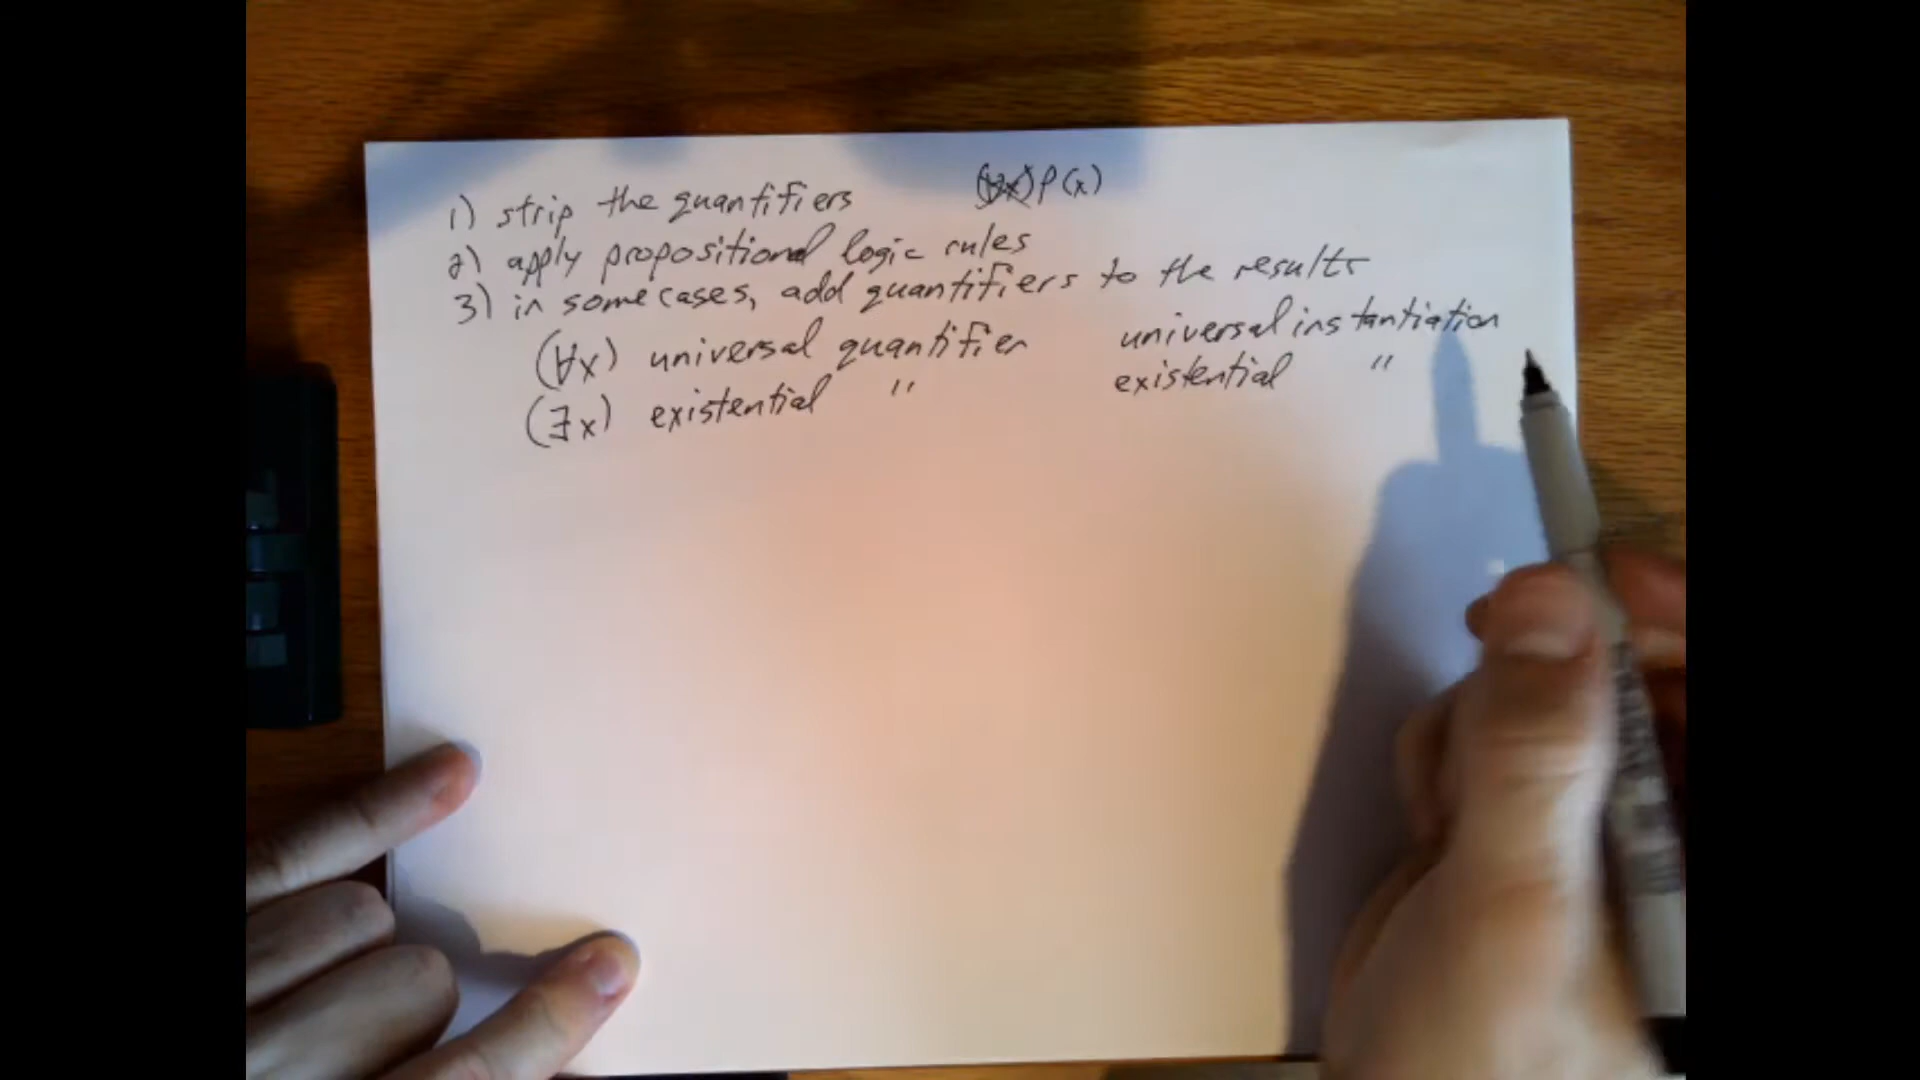 1) strip the quantifiers (∀x) P(x)
2) apply propositional logic rules
3) in some cases, add quantifiers to the results
(∀x) universal quantifier universal instantiation
(∃x) existential " existential "